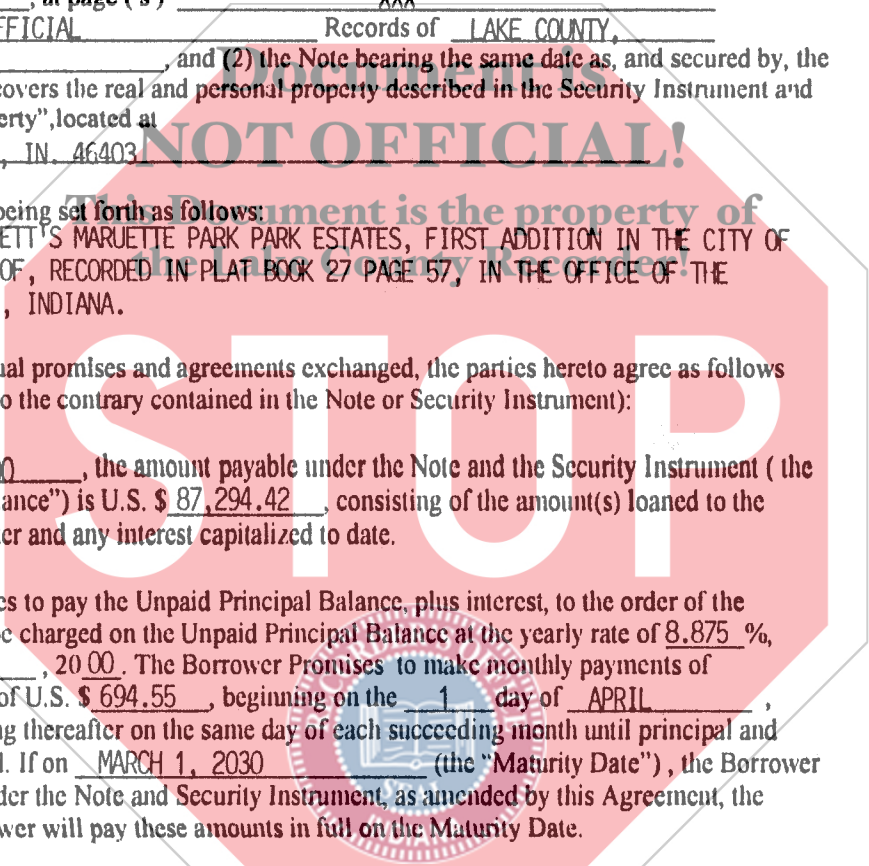 , at page ( s ) XXX
FFICIAL Records of LAKE COUNTY,
, and (2) the Note bearing the same date as, and secured by, the
Document is
covers the real and personal property described in the Security Instrument and
erty",located at
NOT OFFICIAL!
, IN. 46403
This Document is the property of
being set forth as follows:
ETT'S MARUETTE PARK PARK ESTATES, FIRST ADDITION IN THE CITY OF
the Lake County Recorder!
OF , RECORDED IN PLAT BOOK 27 PAGE 57, IN THE OFFICE OF THE
, INDIANA.
STOP
ual promises and agreements exchanged, the parties hereto agree as follows
o the contrary contained in the Note or Security Instrument):
0 , the amount payable under the Note and the Security Instrument ( the
ance") is U.S. $ 87,294.42 , consisting of the amount(s) loaned to the
er and any interest capitalized to date.
es to pay the Unpaid Principal Balance, plus interest, to the order of the
e charged on the Unpaid Principal Balance at the yearly rate of 8.875 %,
, 20 00 . The Borrower Promises to make monthly payments of
of U.S. $ 694.55 , beginning on the 1 day of APRIL ,
ng thereafter on the same day of each succeeding month until principal and
l. If on MARCH 1, 2030 (the "Maturity Date") , the Borrower
der the Note and Security Instrument, as amended by this Agreement, the
SEAL
wer will pay these amounts in full on the Maturity Date.
INDIANA